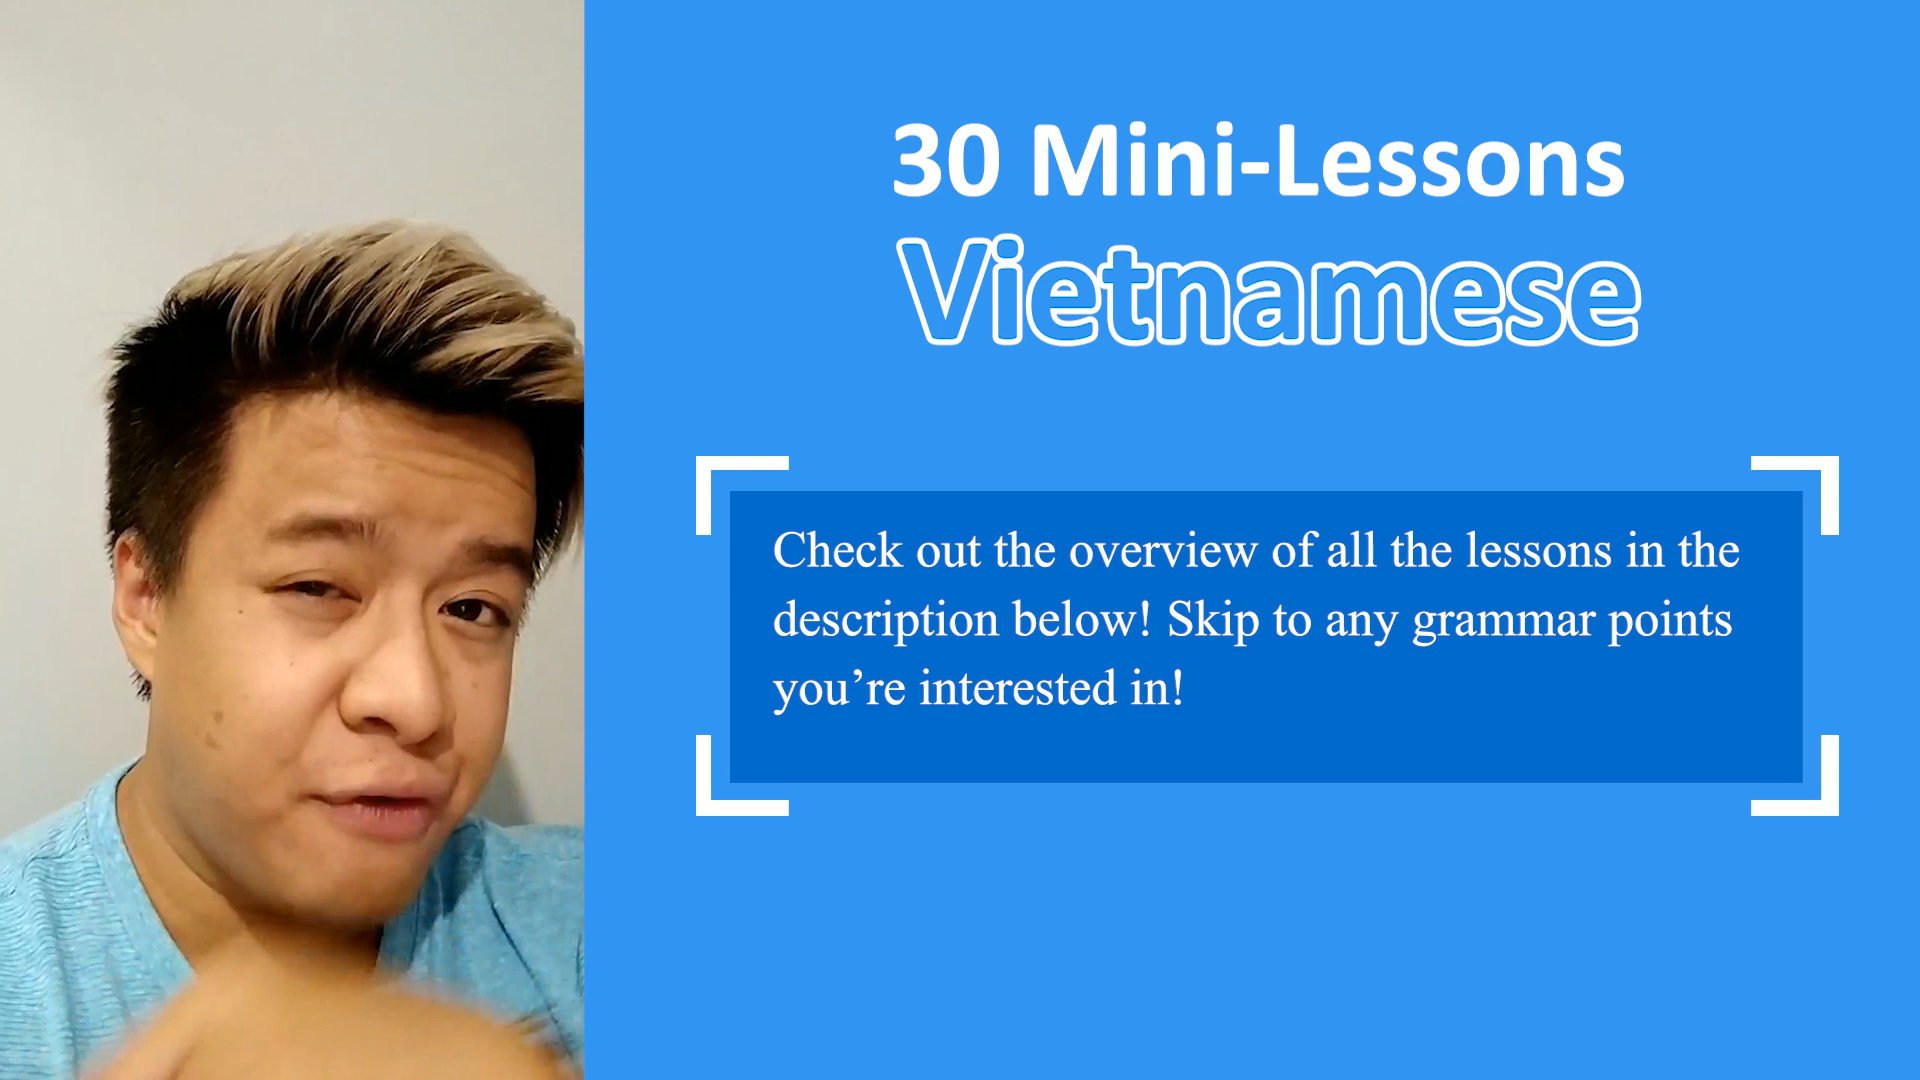 30 Mini-Lessons
Vietnamese
Check out the overview of all the lessons in the
description below! Skip to any grammar points
you’re interested in!